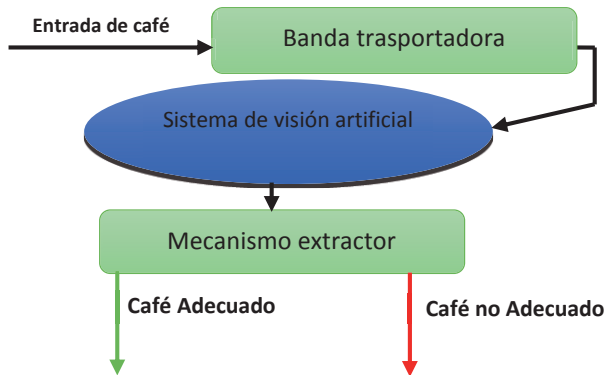 Entrada de café
Banda trasportadora
Sistema de visión artificial
Mecanismo extractor
Café Adecuado
Café no Adecuado